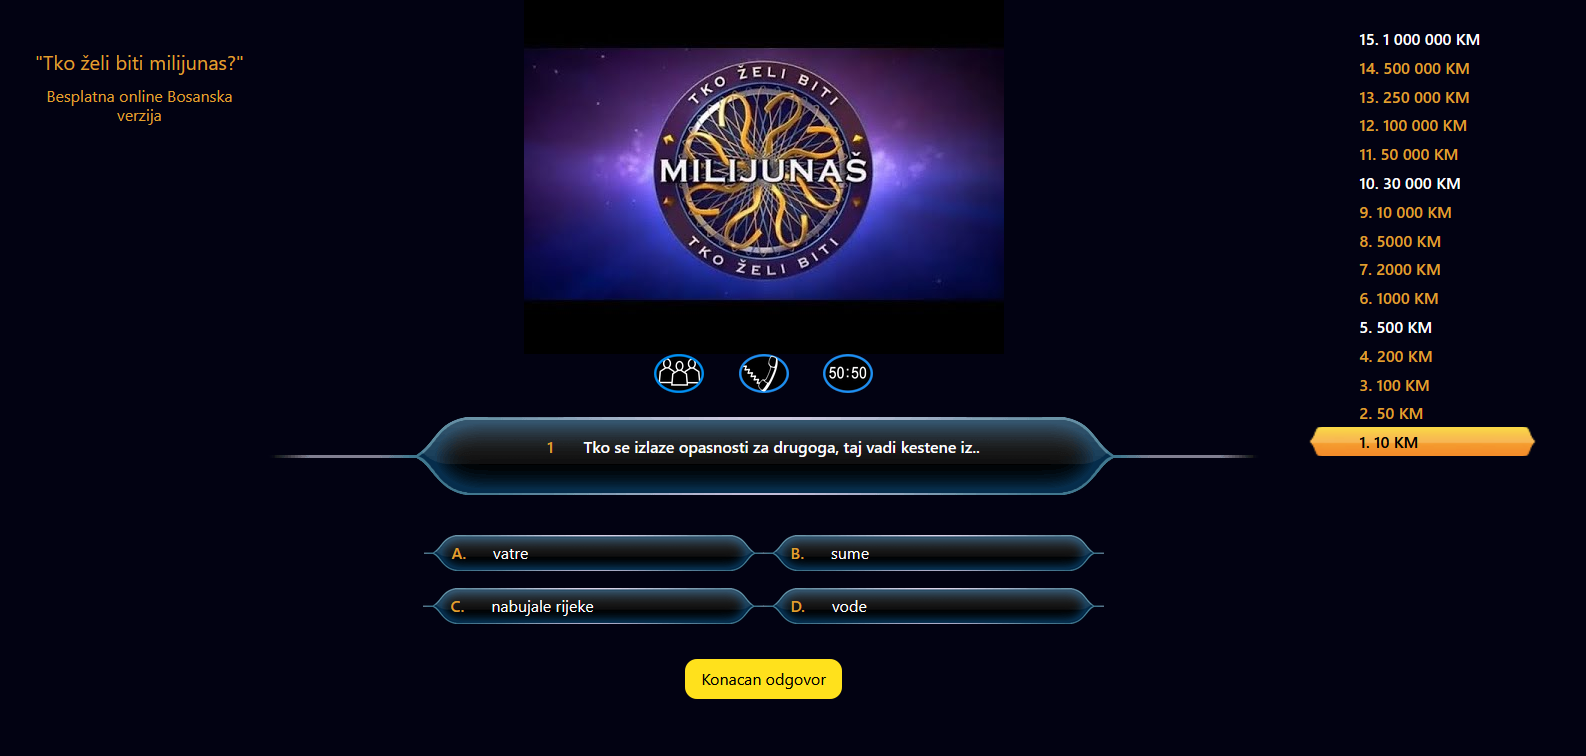 "Tko želi biti milijunas?"
Besplatna online Bosanska
verzija
TKO ŽELI BITI
MILIJUNAŠ
TKO ŽELI BITI
50:50
1 Tko se izlaze opasnosti za drugoga, taj vadi kestene iz..
A. vatre
B. sume
C. nabujale rijeke
D. vode
Konacan odgovor
15. 1 000 000 KM
14. 500 000 KM
13. 250 000 KM
12. 100 000 KM
11. 50 000 KM
10. 30 000 KM
9. 10 000 KM
8. 5000 KM
7. 2000 KM
6. 1000 KM
5. 500 KM
4. 200 KM
3. 100 KM
2. 50 KM
1. 10 KM